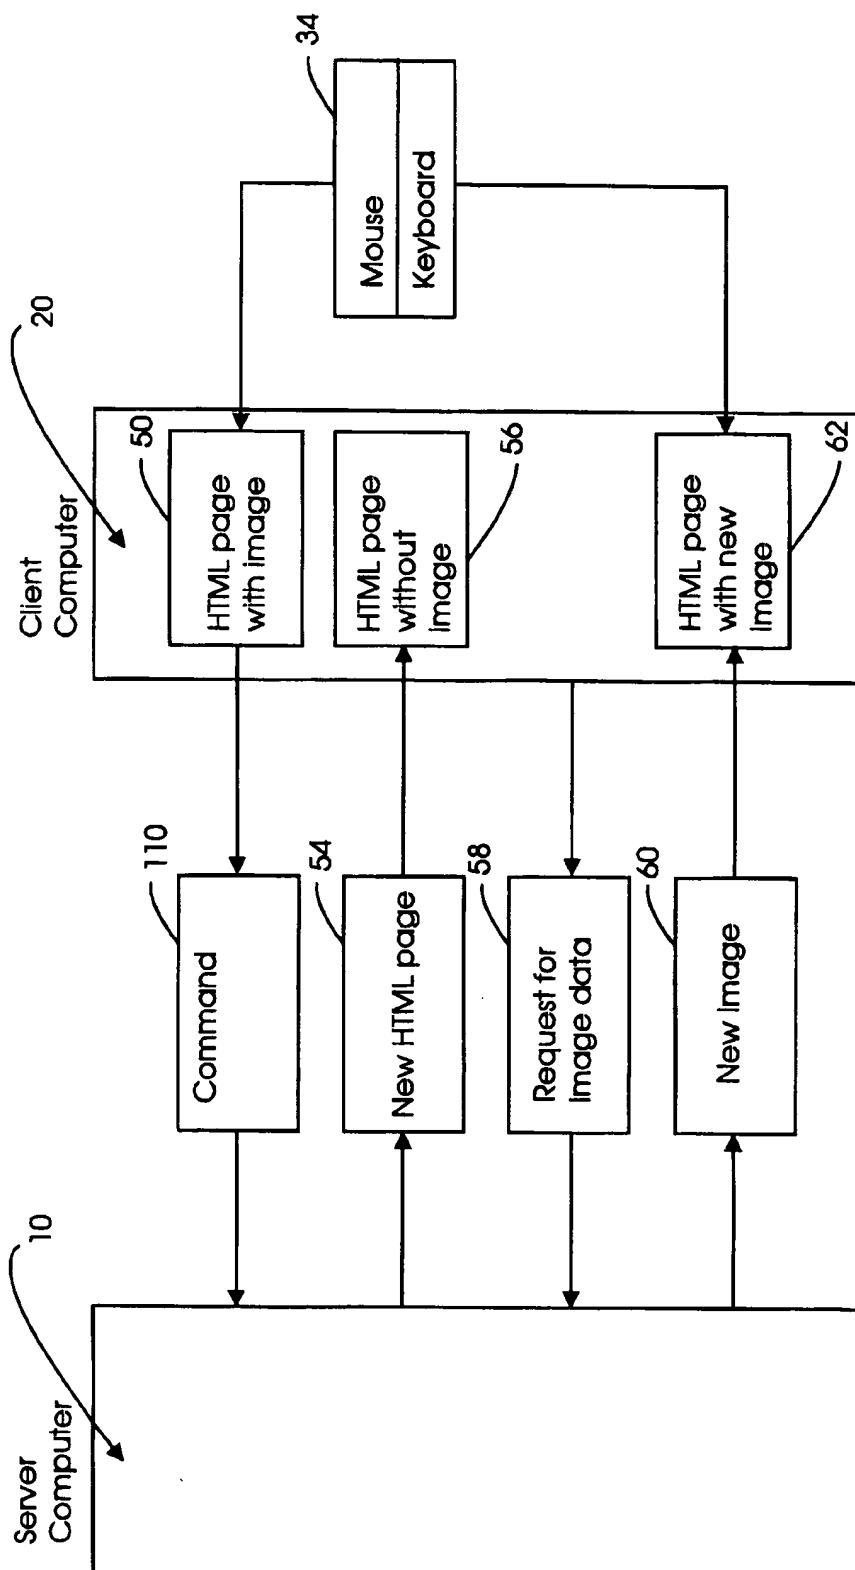 Server
Computer
10
Client
Computer
20
Command
110
HTML page
with image
50
Mouse
Keyboard
34
New HTML page
54
HTML page
without
image
56
Request for
image data
58
New Image
60
HTML page
with new
image
62